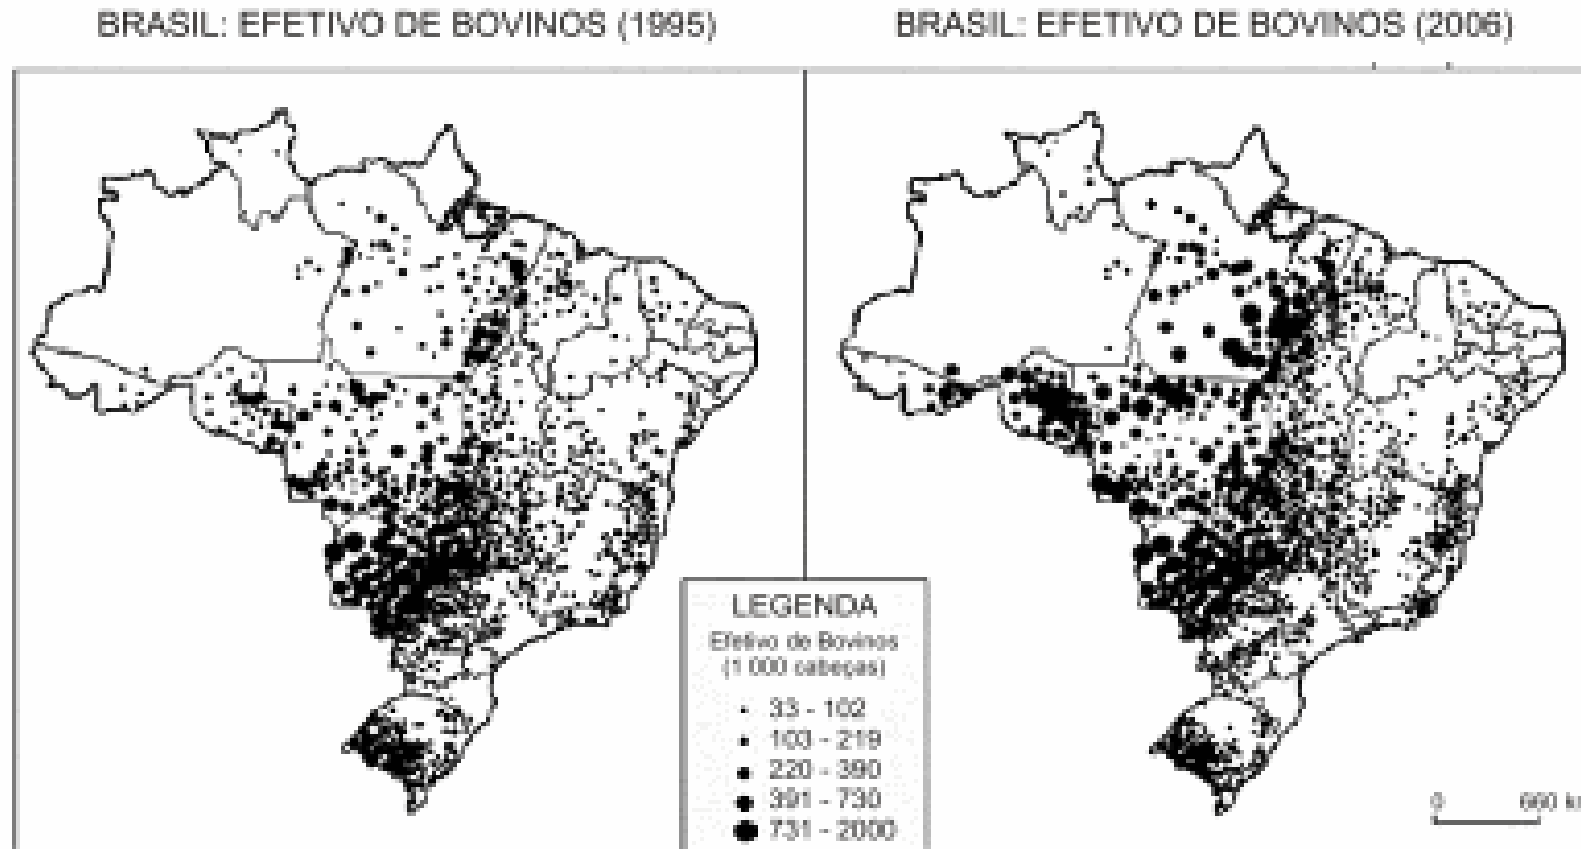 BRASIL: EFETIVO DE BOVINOS (1995)
BRASIL: EFETIVO DE BOVINOS (2006)
LEGENDA
Efetivo de Bovinos
(1 000 cabeças)
33 - 102
103 - 219
220 - 390
391 - 730
731 - 2000
0 660 k